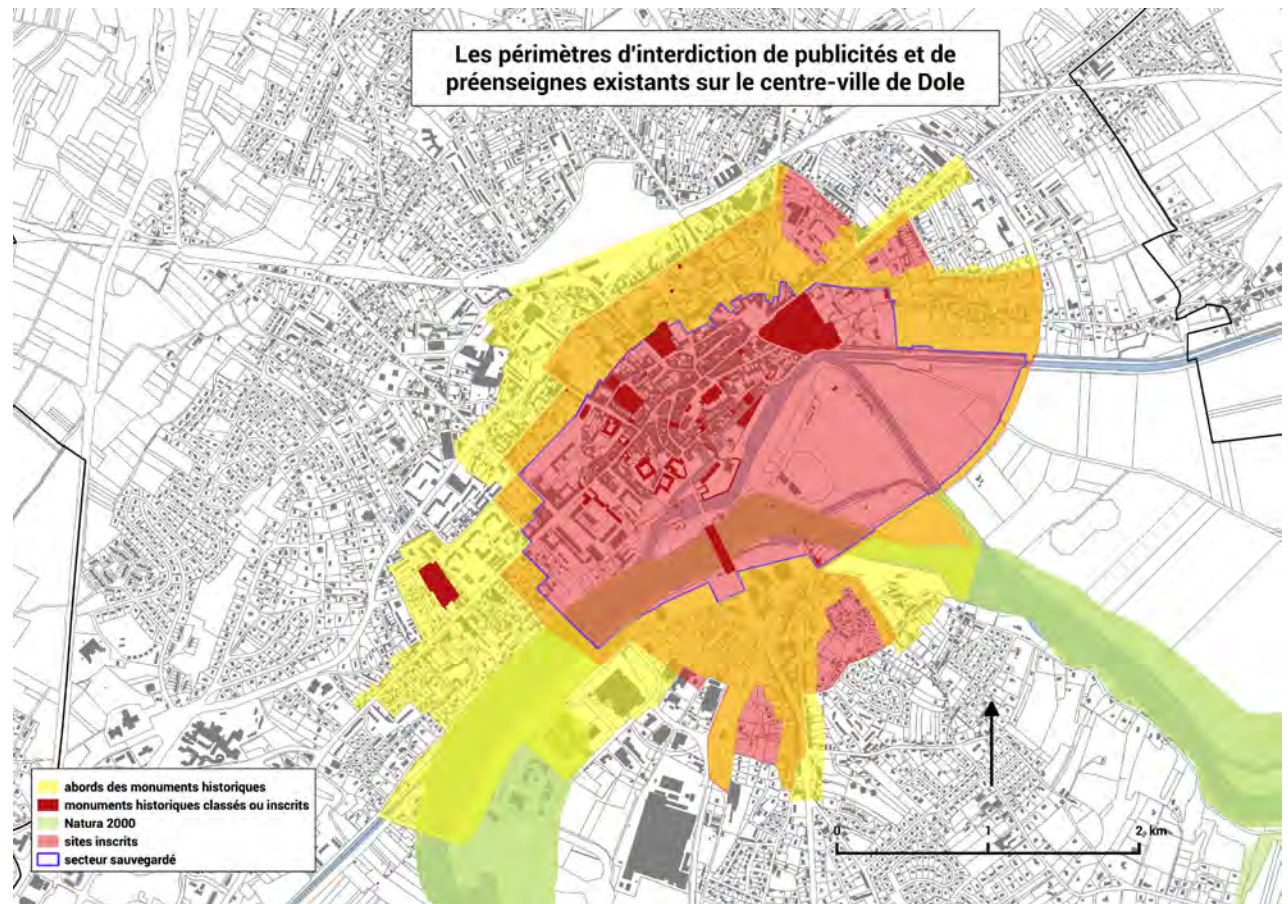 Les périmètres d'interdiction de publicités et de
préenseignes existants sur le centre-ville de Dole
abords des monuments historiques
monuments historiques classés ou inscrits
Natura 2000
sites inscrits
secteur sauvegardé
0 1 2 km